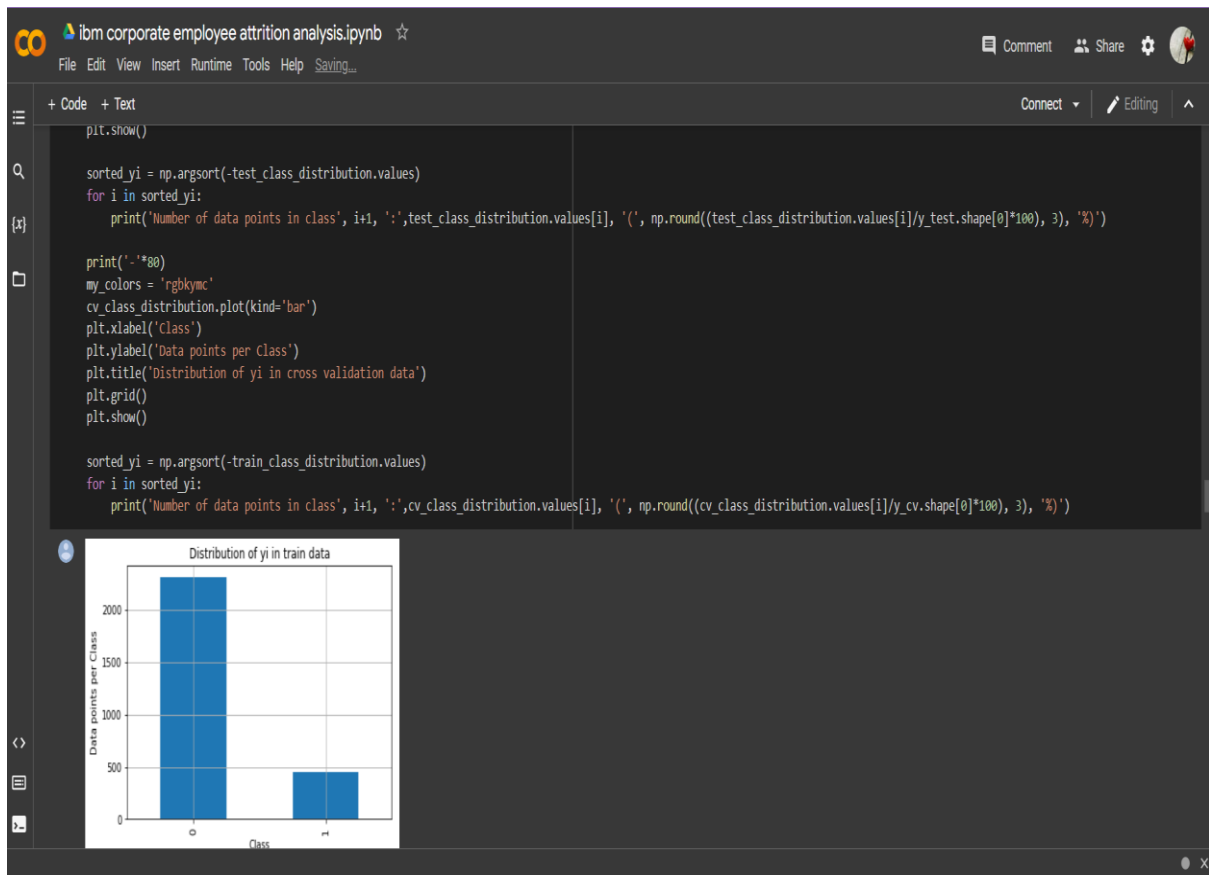 CO
ibm corporate employee attrition analysis.ipynb
File Edit View Insert Runtime Tools Help Saving...
Comment Share
+ Code + Text
Connect Editing
{x}
plt.show()
sorted_yi = np.argsort(-test_class_distribution.values)
for i in sorted_yi:
    print('Number of data points in class', i+1, ':',test_class_distribution.values[i], '(', np.round((test_class_distribution.values[i]/y_test.shape[0]*100), 3), '%)')
print('-'*80)
my_colors = 'rgbkymc'
cv_class_distribution.plot(kind='bar')
plt.xlabel('Class')
plt.ylabel('Data points per Class')
plt.title('Distribution of yi in cross validation data')
plt.grid()
plt.show()
sorted_yi = np.argsort(-train_class_distribution.values)
for i in sorted_yi:
    print('Number of data points in class', i+1, ':',cv_class_distribution.values[i], '(', np.round((cv_class_distribution.values[i]/y_cv.shape[0]*100), 3), '%)')
Distribution of yi in train data
Data points per Class
2000
1500
1000
500
0
0 1
Class
X